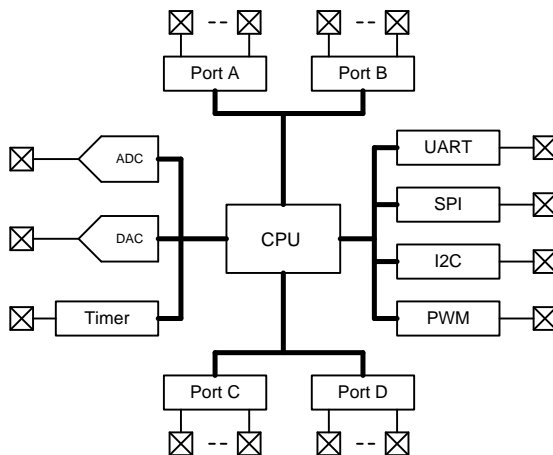 Port A
Port B
ADC
UART
SPI
DAC
CPU
I2C
Timer
PWM
Port C
Port D